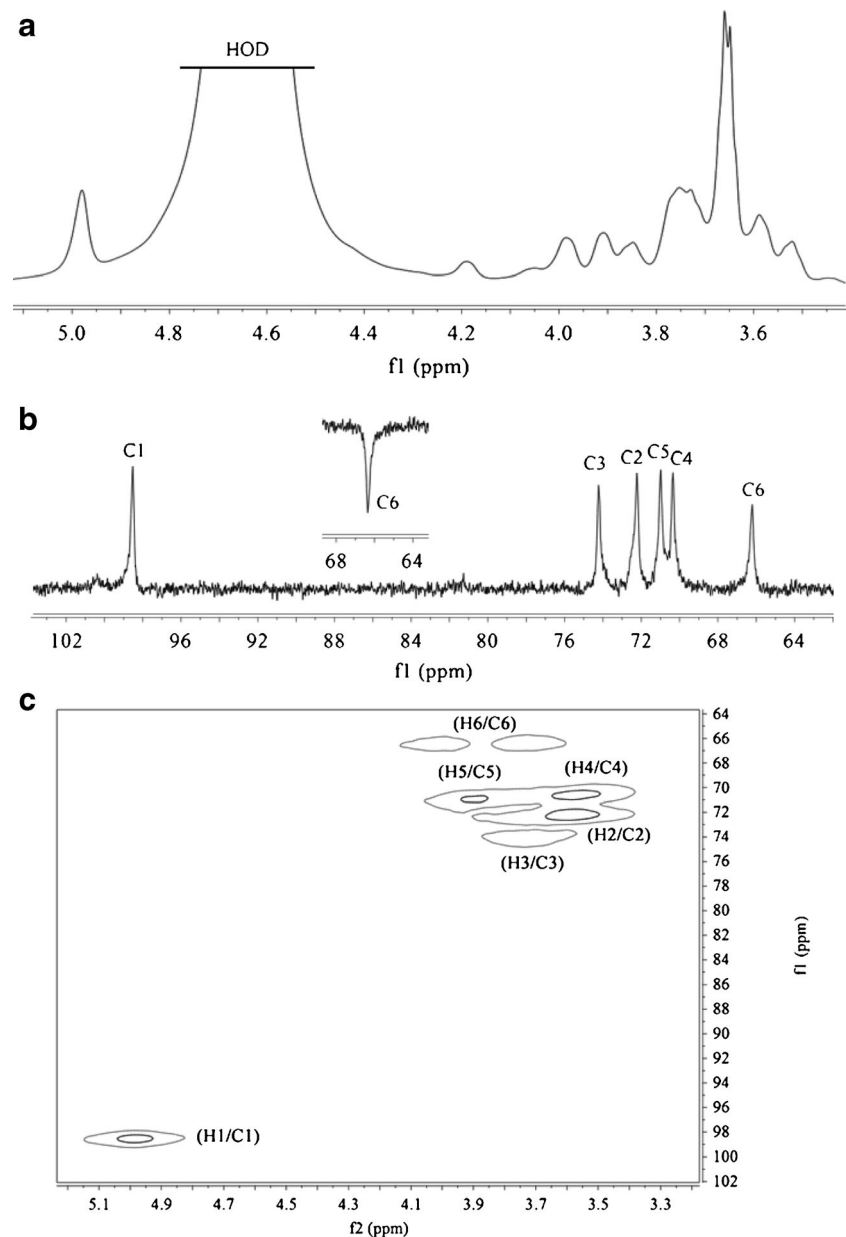 a
HOD
5.0 4.8 4.6 4.4 4.2 4.0 3.8 3.6
f1 (ppm)
b
C1
C6
68 64
C3 C2 C5 C4
C6
102 96 92 88 84 80 76 72 68 64
f1 (ppm)
c
(H6/C6)
(H5/C5) (H4/C4)
(H2/C2)
(H3/C3)
(H1/C1)
64
66
68
70
72
74
76
78
80
82
84
86
88
90
92
94
96
98
100
102
f1 (ppm)
5.1 4.9 4.7 4.5 4.3 4.1 3.9 3.7 3.5 3.3
f2 (ppm)